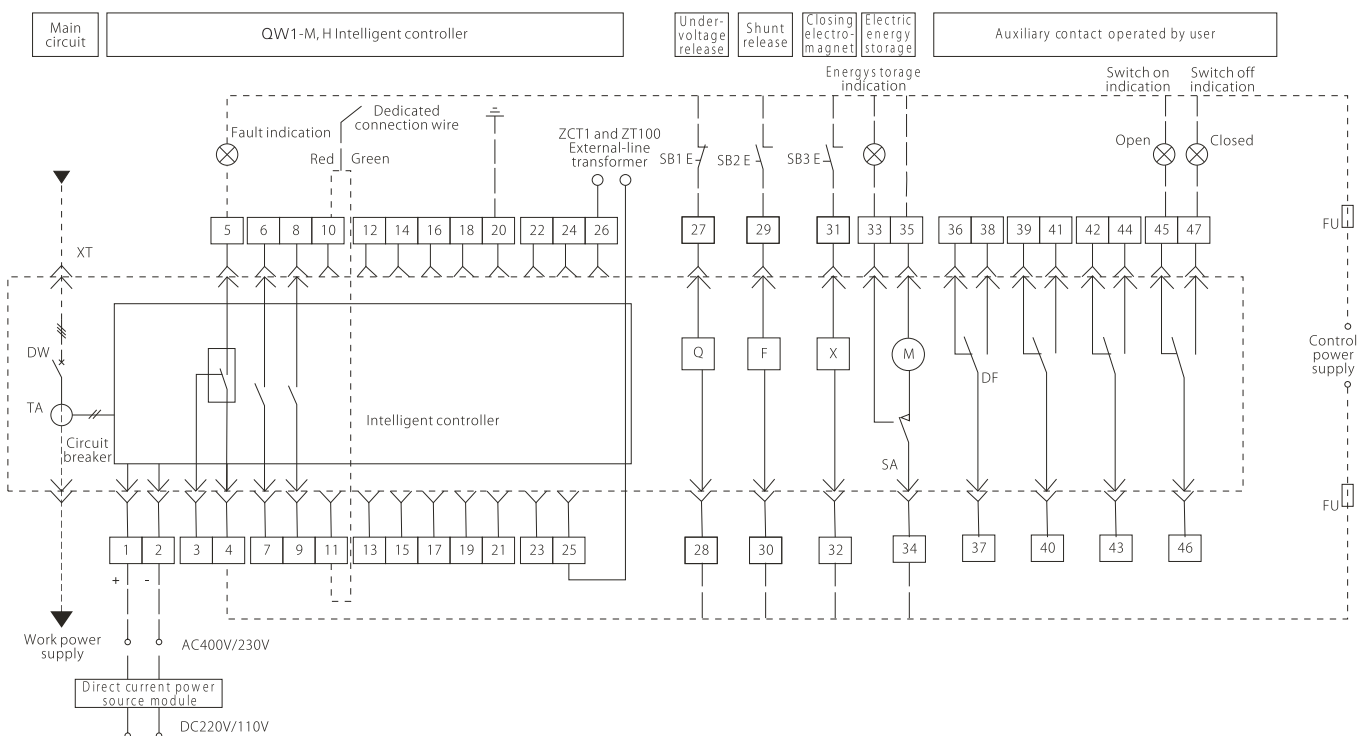 Main
circuit
QW1-M, H Intelligent controller
Under-
voltage
release
Shunt
release
Closing
electro-
magnet
Electric
energy
storage
Auxiliary contact operated by user
Energy storage
indication
Switch on
indication
Switch off
indication
Fault indication
Dedicated
connection wire
Red
Green
ZCT1 and ZT100
External-line
transformer
SB1 E
SB2 E
SB3 E
Open
Closed
5
6
8
10
12
14
16
18
20
22
24
26
27
29
31
33
35
36
38
39
41
42
44
45
47
FU
XT
DW
TA
Circuit
breaker
Intelligent controller
Q
F
X
M
DF
SA
Control
power
supply
FU
1
2
3
4
7
9
11
13
15
17
19
21
23
25
28
30
32
34
37
40
43
46
+
-
Work power
supply
AC400V/230V
Direct current power
source module
DC220V/110V